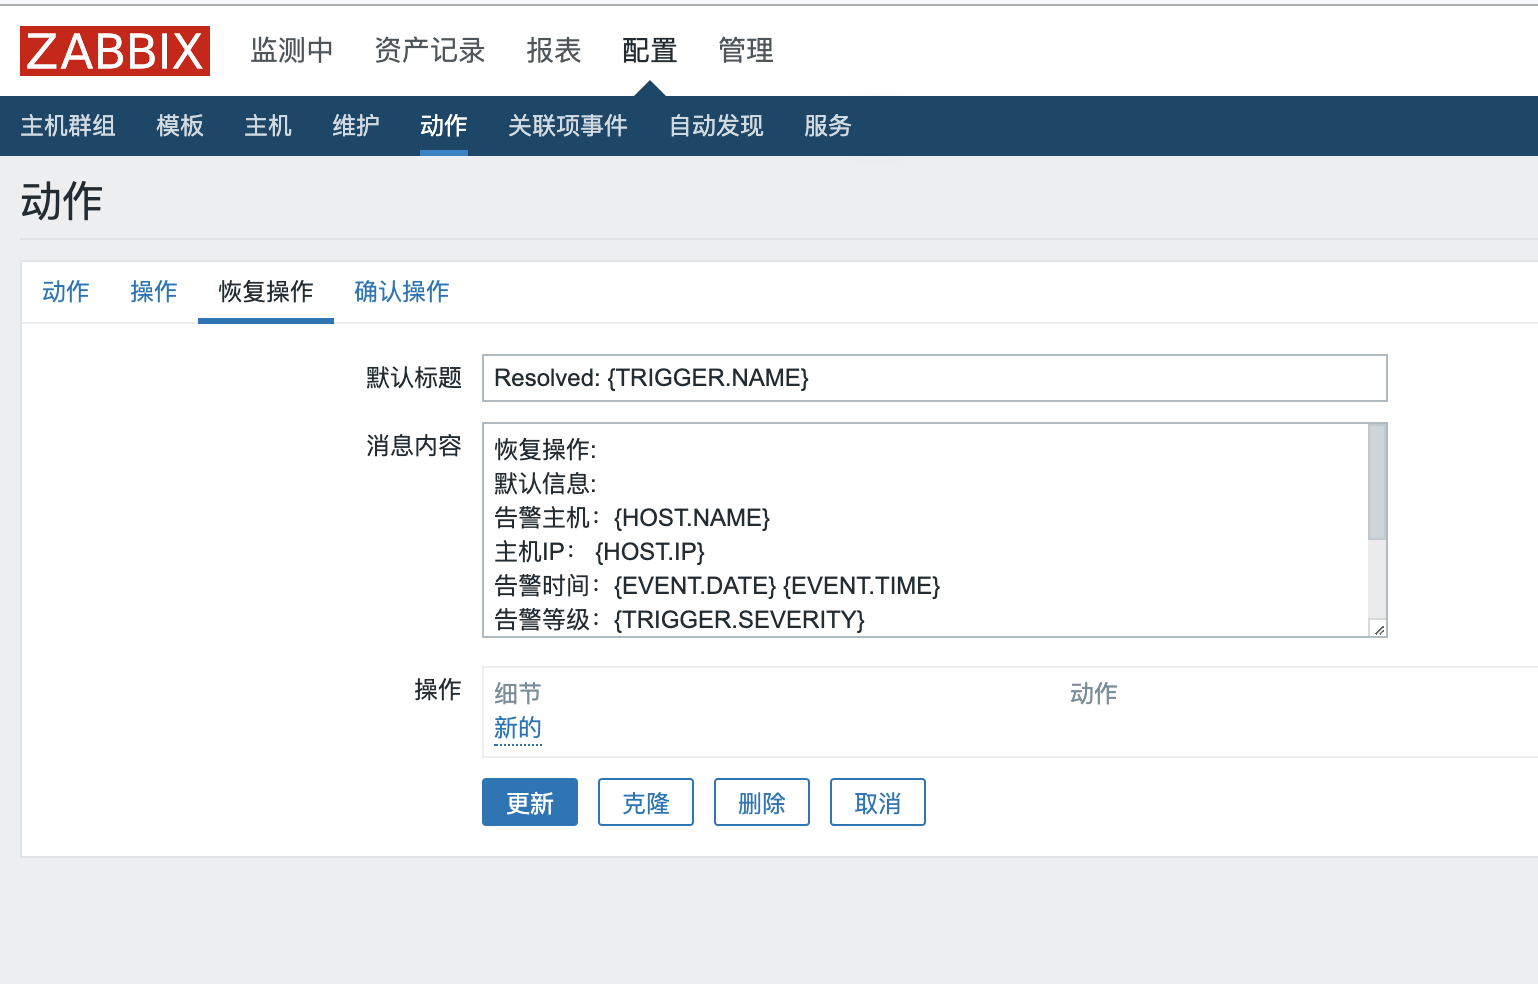 ZABBIX 监测中 资产记录 报表 配置 管理
主机群组 模板 主机 维护 动作 关联项事件 自动发现 服务
动作
动作 操作 恢复操作 确认操作
默认标题 Resolved: {TRIGGER.NAME}
消息内容 恢复操作:
默认信息:
告警主机：{HOST.NAME}
主机IP： {HOST.IP}
告警时间：{EVENT.DATE} {EVENT.TIME}
告警等级：{TRIGGER.SEVERITY}
操作 细节 动作
新的
更新 克隆 删除 取消